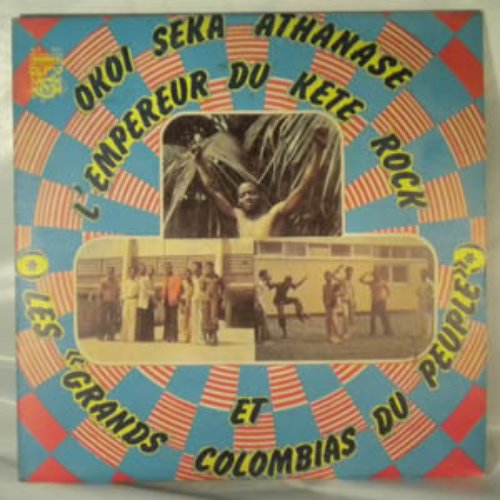 OKOI SEKA ATHANASE
L'EMPEREUR DU KETE ROCK
ET
LES "GRANDS COLOMBIAS DU PEUPLE"